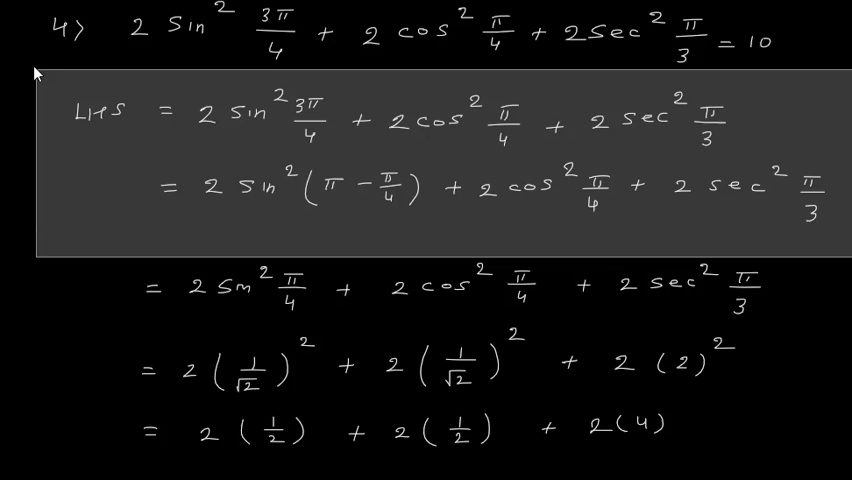 4> 2 Sin² 3π/4 + 2 cos² π/4 + 2 sec² π/3 = 10
LHS = 2 sin² 3π/4 + 2 cos² π/4 + 2 sec² π/3
= 2 sin² (π - π/4) + 2 cos² π/4 + 2 sec² π/3
= 2 Sin² π/4 + 2 cos² π/4 + 2 sec² π/3
= 2 (1/√2)² + 2 (1/√2)² + 2 (2)²
= 2 (1/2) + 2 (1/2) + 2 (4)